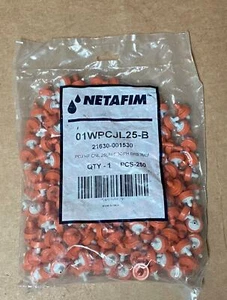 NETAFIM
01WPCJL25-B
21630-001530
QTY - 1 PCS-250